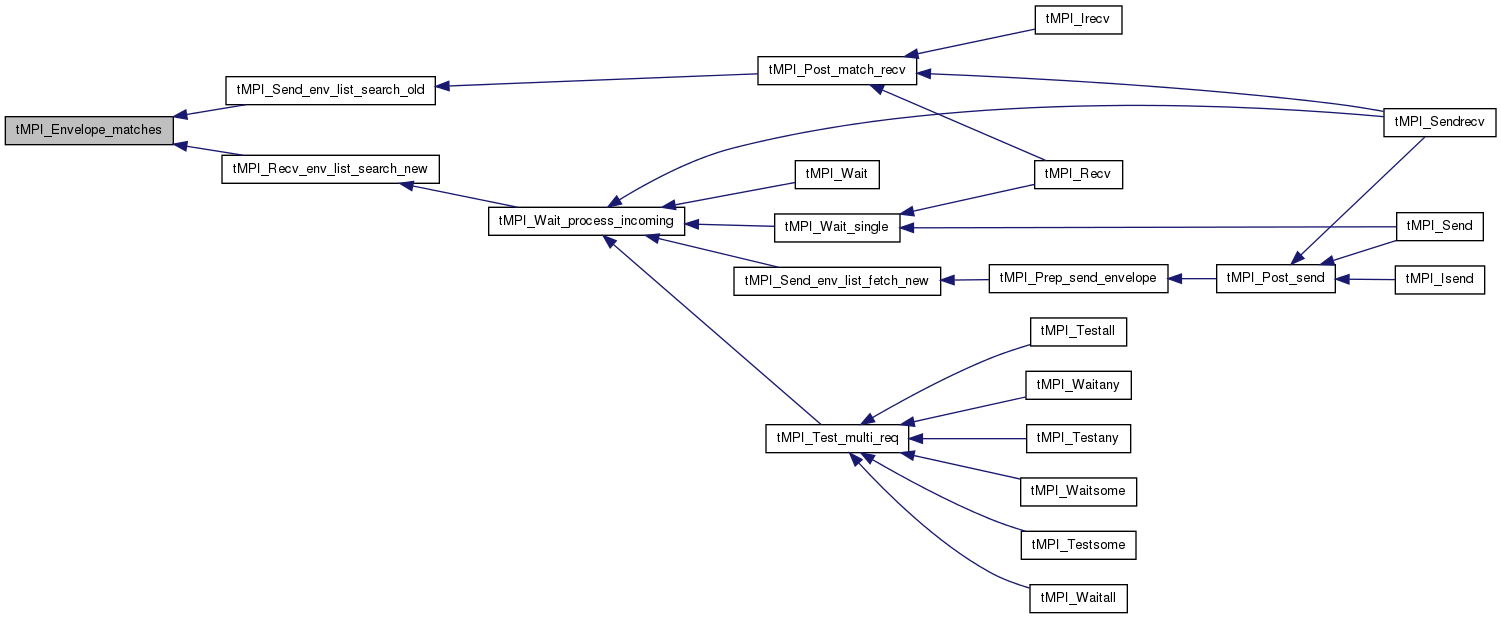 tMPI_Irecv
tMPI_Post_match_recv
tMPI_Send_env_list_search_old
tMPI_Sendrecv
tMPI_Envelope_matches
tMPI_Recv_env_list_search_new
tMPI_Wait
tMPI_Recv
tMPI_Wait_process_incoming
tMPI_Wait_single
tMPI_Send
tMPI_Send_env_list_fetch_new
tMPI_Prep_send_envelope
tMPI_Post_send
tMPI_Isend
tMPI_Testall
tMPI_Waitany
tMPI_Test_multi_req
tMPI_Testany
tMPI_Waitsome
tMPI_Testsome
tMPI_Waitall